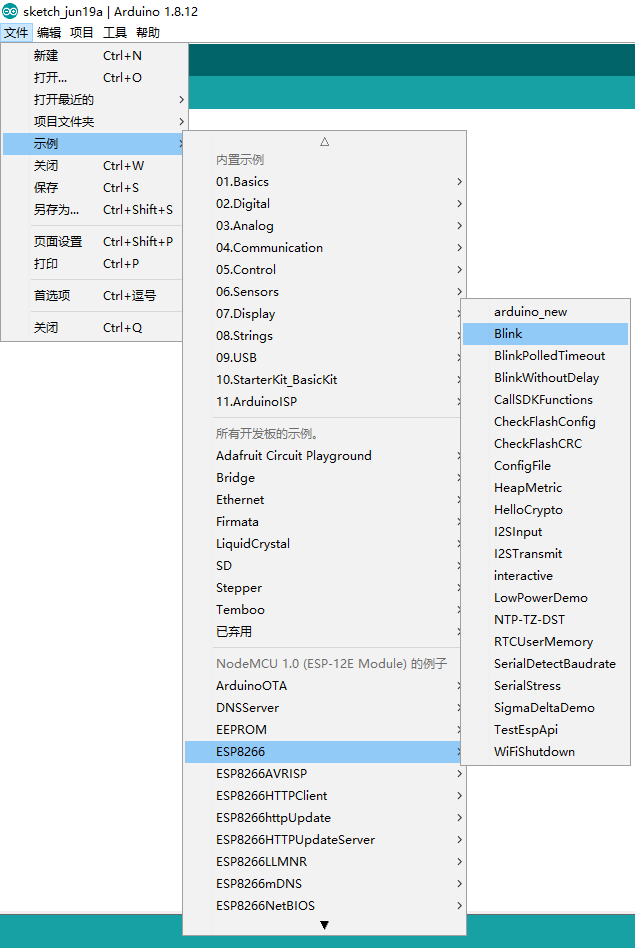 sketch_jun19a | Arduino 1.8.12
文件 编辑 项目 工具 帮助
新建 Ctrl+N
打开... Ctrl+O
打开最近的
项目文件夹
示例
关闭 Ctrl+W
保存 Ctrl+S
另存为... Ctrl+Shift+S
页面设置 Ctrl+Shift+P
打印 Ctrl+P
首选项 Ctrl+逗号
关闭 Ctrl+Q
内置示例
01.Basics
02.Digital
03.Analog
04.Communication
05.Control
06.Sensors
07.Display
08.Strings
09.USB
10.StarterKit_BasicKit
11.ArduinoISP
所有开发板的示例。
Adafruit Circuit Playground
Bridge
Ethernet
Firmata
LiquidCrystal
SD
Stepper
Temboo
已弃用
NodeMCU 1.0 (ESP-12E Module) 的例子
ArduinoOTA
DNSServer
EEPROM
ESP8266
ESP8266AVRISP
ESP8266HTTPClient
ESP8266httpUpdate
ESP8266HTTPUpdateServer
ESP8266LLMNR
ESP8266mDNS
ESP8266NetBIOS
arduino_new
Blink
BlinkPolledTimeout
BlinkWithoutDelay
CallSDKFunctions
CheckFlashConfig
CheckFlashCRC
ConfigFile
HeapMetric
HelloCrypto
I2SInput
I2STransmit
interactive
LowPowerDemo
NTP-TZ-DST
RTCUserMemory
SerialDetectBaudrate
SerialStress
SigmaDeltaDemo
TestEspApi
WiFiShutdown